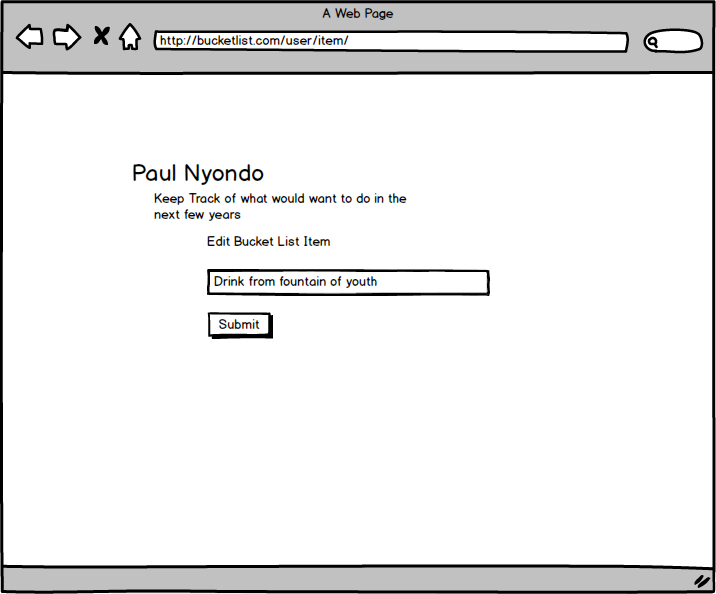 A Web Page
http://bucketlist.com/user/item/
Paul Nyondo
Keep Track of what would want to do in the
next few years
Edit Bucket List Item
Drink from fountain of youth
Submit